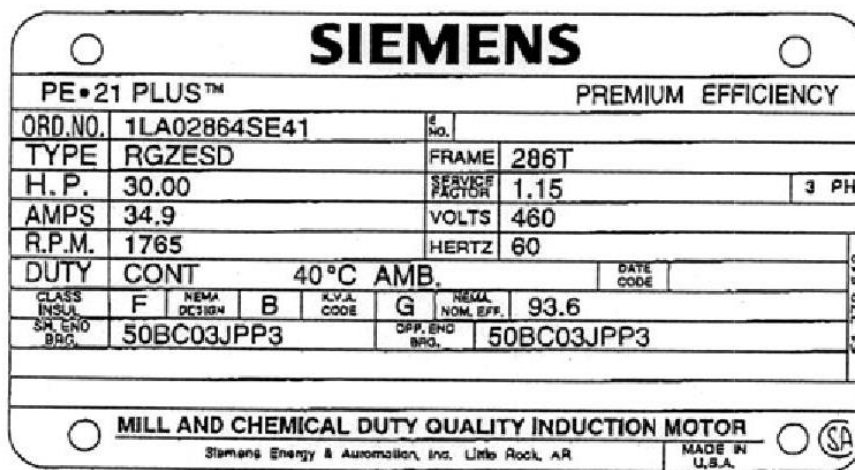 SIEMENS
PE•21 PLUS™ PREMIUM EFFICIENCY
ORD.NO. 1LA02864SE41 E NO.
TYPE RGZESD FRAME 286T
H.P. 30.00 SERVICE FACTOR 1.15 3 PH
AMPS 34.9 VOLTS 460
R.P.M. 1765 HERTZ 60
DUTY CONT 40°C AMB. DATE CODE
CLASS INSUL F NEMA DESIGN B K.V.A. CODE G NEMA NOM. EFF. 93.6
SH. END BRG. 50BC03JPP3 OPP. END BRG. 50BC03JPP3
MILL AND CHEMICAL DUTY QUALITY INDUCTION MOTOR
Siemens Energy & Automation, Inc. Little Rock, AR MADE IN U.S.A.
SA